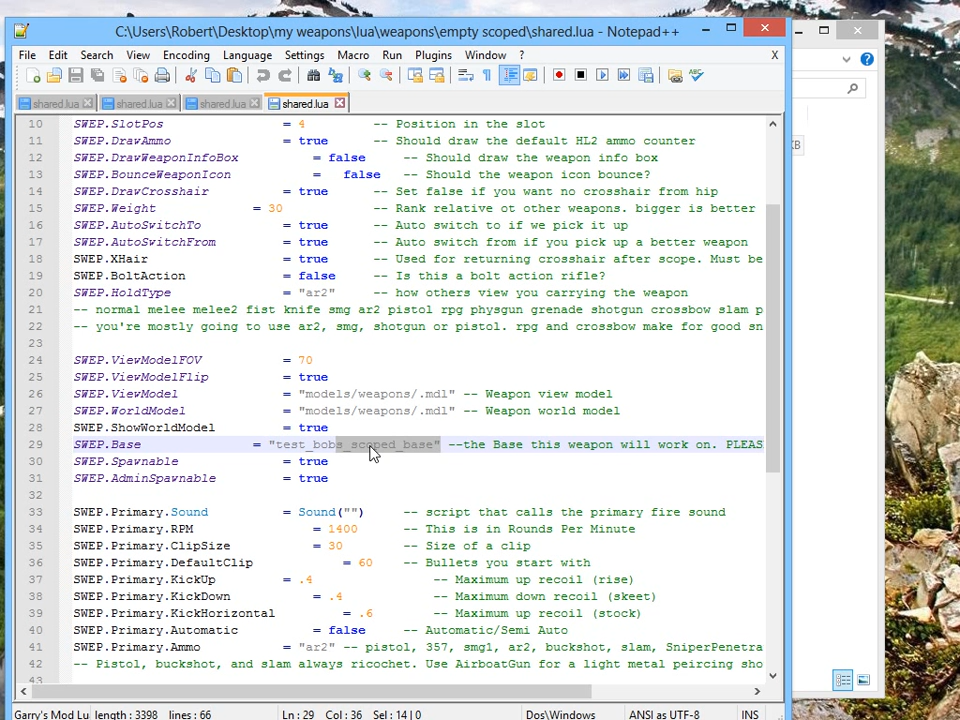 C:\Users\Robert\Desktop\my weapons\lua\weapons\empty scoped\shared.lua - Notepad++
File Edit Search View Encoding Language Settings Macro Run Plugins Window ? X
shared.lua shared.lua shared.lua shared.lua
10 SWEP.SlotPos = 4 -- Position in the slot
11 SWEP.DrawAmmo = true -- Should draw the default HL2 ammo counter
12 SWEP.DrawWeaponInfoBox = false -- Should draw the weapon info box
13 SWEP.BounceWeaponIcon = false -- Should the weapon icon bounce?
14 SWEP.DrawCrosshair = true -- Set false if you want no crosshair from hip
15 SWEP.Weight = 30 -- Rank relative ot other weapons. bigger is better
16 SWEP.AutoSwitchTo = true -- Auto switch to if we pick it up
17 SWEP.AutoSwitchFrom = true -- Auto switch from if you pick up a better weapon
18 SWEP.XHair = true -- Used for returning crosshair after scope. Must be
19 SWEP.BoltAction = false -- Is this a bolt action rifle?
20 SWEP.HoldType = "ar2" -- how others view you carrying the weapon
21 -- normal melee melee2 fist knife smg ar2 pistol rpg physgun grenade shotgun crossbow slam p
22 -- you're mostly going to use ar2, smg, shotgun or pistol. rpg and crossbow make for good sn
23
24 SWEP.ViewModelFOV = 70
25 SWEP.ViewModelFlip = true
26 SWEP.ViewModel = "models/weapons/.mdl" -- Weapon view model
27 SWEP.WorldModel = "models/weapons/.mdl" -- Weapon world model
28 SWEP.ShowWorldModel = true
29 SWEP.Base = "test_bobs_scoped_base" --the Base this weapon will work on. PLEAS
30 SWEP.Spawnable = true
31 SWEP.AdminSpawnable = true
32
33 SWEP.Primary.Sound = Sound("") -- script that calls the primary fire sound
34 SWEP.Primary.RPM = 1400 -- This is in Rounds Per Minute
35 SWEP.Primary.ClipSize = 30 -- Size of a clip
36 SWEP.Primary.DefaultClip = 60 -- Bullets you start with
37 SWEP.Primary.KickUp = .4 -- Maximum up recoil (rise)
38 SWEP.Primary.KickDown = .4 -- Maximum down recoil (skeet)
39 SWEP.Primary.KickHorizontal = .6 -- Maximum up recoil (stock)
40 SWEP.Primary.Automatic = false -- Automatic/Semi Auto
41 SWEP.Primary.Ammo = "ar2" -- pistol, 357, smg1, ar2, buckshot, slam, SniperPenetra
42 -- Pistol, buckshot, and slam always ricochet. Use AirboatGun for a light metal peircing sho
43
Garry's Mod Lu length : 3398 lines : 66 Ln : 29 Col : 36 Sel : 14 | 0 Dos\Windows ANSI as UTF-8 INS